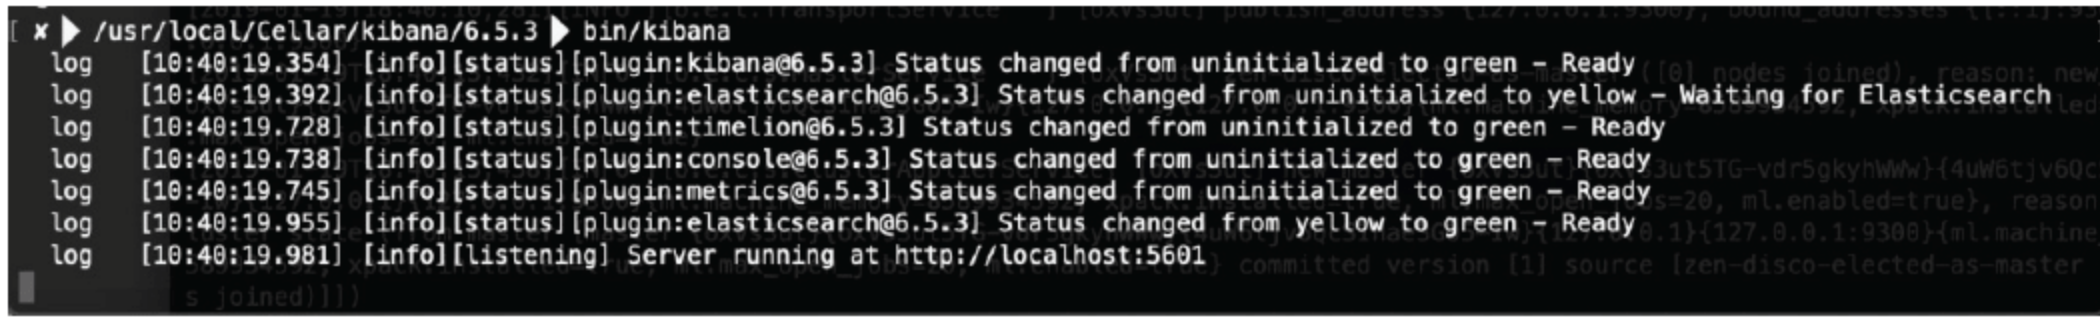 [ ✘ ▶ /usr/local/Cellar/kibana/6.5.3 ▶ bin/kibana
log [10:40:19.354] [info][status][plugin:kibana@6.5.3] Status changed from uninitialized to green – Ready
log [10:40:19.392] [info][status][plugin:elasticsearch@6.5.3] Status changed from uninitialized to yellow – Waiting for Elasticsearch
log [10:40:19.728] [info][status][plugin:timelion@6.5.3] Status changed from uninitialized to green – Ready
log [10:40:19.738] [info][status][plugin:console@6.5.3] Status changed from uninitialized to green – Ready
log [10:40:19.745] [info][status][plugin:metrics@6.5.3] Status changed from uninitialized to green – Ready
log [10:40:19.955] [info][status][plugin:elasticsearch@6.5.3] Status changed from yellow to green – Ready
log [10:40:19.981] [info][listening] Server running at http://localhost:5601
s joined)]])